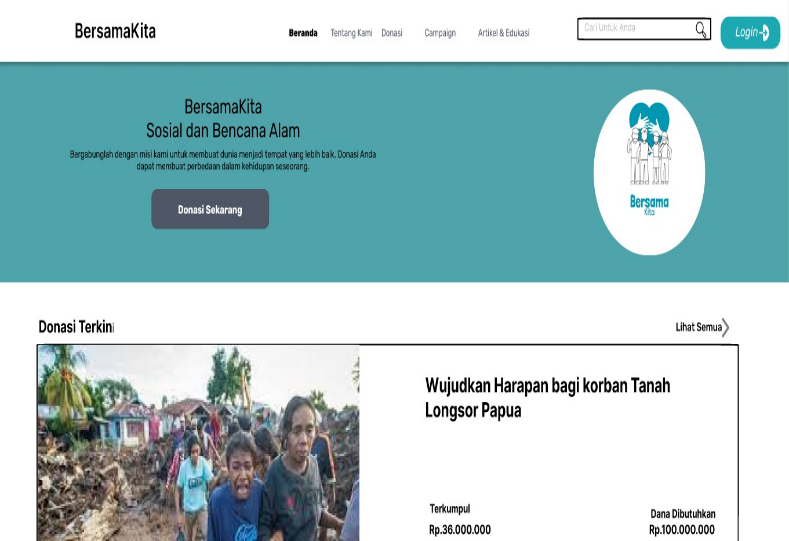 BersamaKita
Beranda Tentang Kami Donasi Campaign Artikel & Edukasi
Cari Untuk Anda
Login
BersamaKita
Sosial dan Bencana Alam
Bergabunglah dengan misi kami untuk membuat dunia menjadi tempat yang lebih baik. Donasi Anda
dapat membuat perbedaan dalam kehidupan seseorang.
Donasi Sekarang
Bersama
Kita
Donasi Terkini
Lihat Semua
Wujudkan Harapan bagi korban Tanah
Longsor Papua
Terkumpul
Rp.36.000.000
Dana Dibutuhkan
Rp.100.000.000